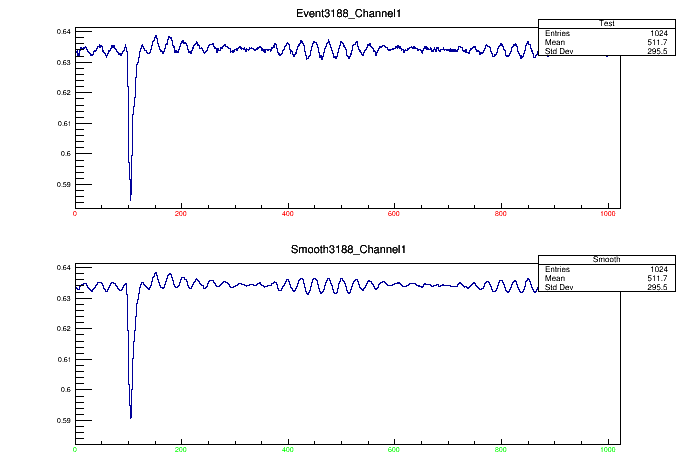 Event3188_Channel1
Test
Entries 1024
Mean 511.7
Std Dev 295.5
0.64
0.63
0.62
0.61
0.6
0.59
0 200 400 600 800 1000
Smooth3188_Channel1
Smooth
Entries 1024
Mean 511.7
Std Dev 295.5
0.64
0.63
0.62
0.61
0.6
0.59
0 200 400 600 800 1000